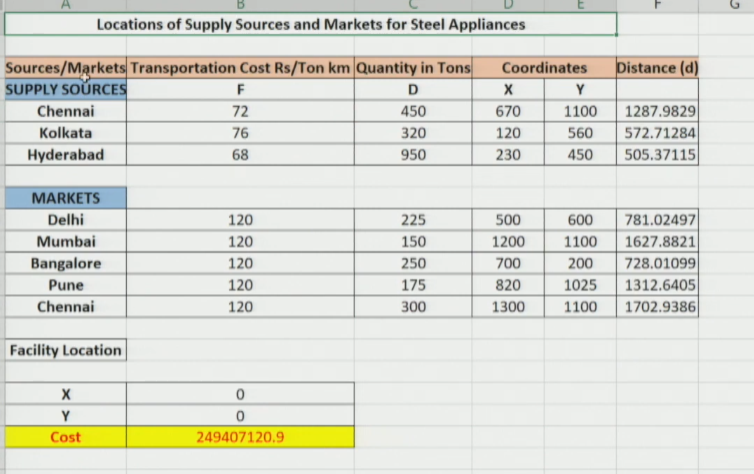 A B C D E F G
Locations of Supply Sources and Markets for Steel Appliances
Sources/Markets Transportation Cost Rs/Ton km Quantity in Tons Coordinates Distance (d)
SUPPLY SOURCES F D X Y
Chennai 72 450 670 1100 1287.9829
Kolkata 76 320 120 560 572.71284
Hyderabad 68 950 230 450 505.37115
MARKETS
Delhi 120 225 500 600 781.02497
Mumbai 120 150 1200 1100 1627.8821
Bangalore 120 250 700 200 728.01099
Pune 120 175 820 1025 1312.6405
Chennai 120 300 1300 1100 1702.9386
Facility Location
X 0
Y 0
Cost 249407120.9